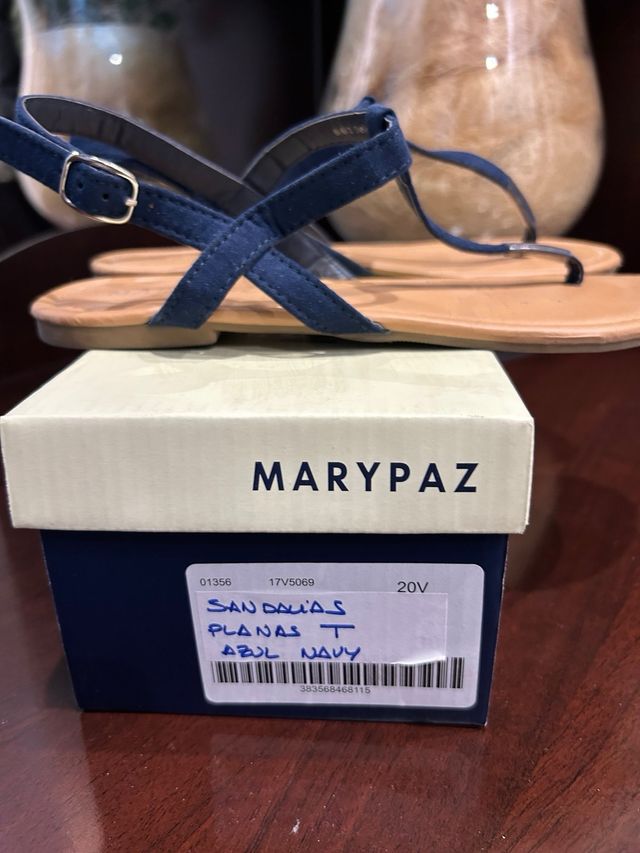 MARYPAZ
01356 17V5069 20V
SANDALIAS
PLANAS T
AZUL NAVY
383568468115